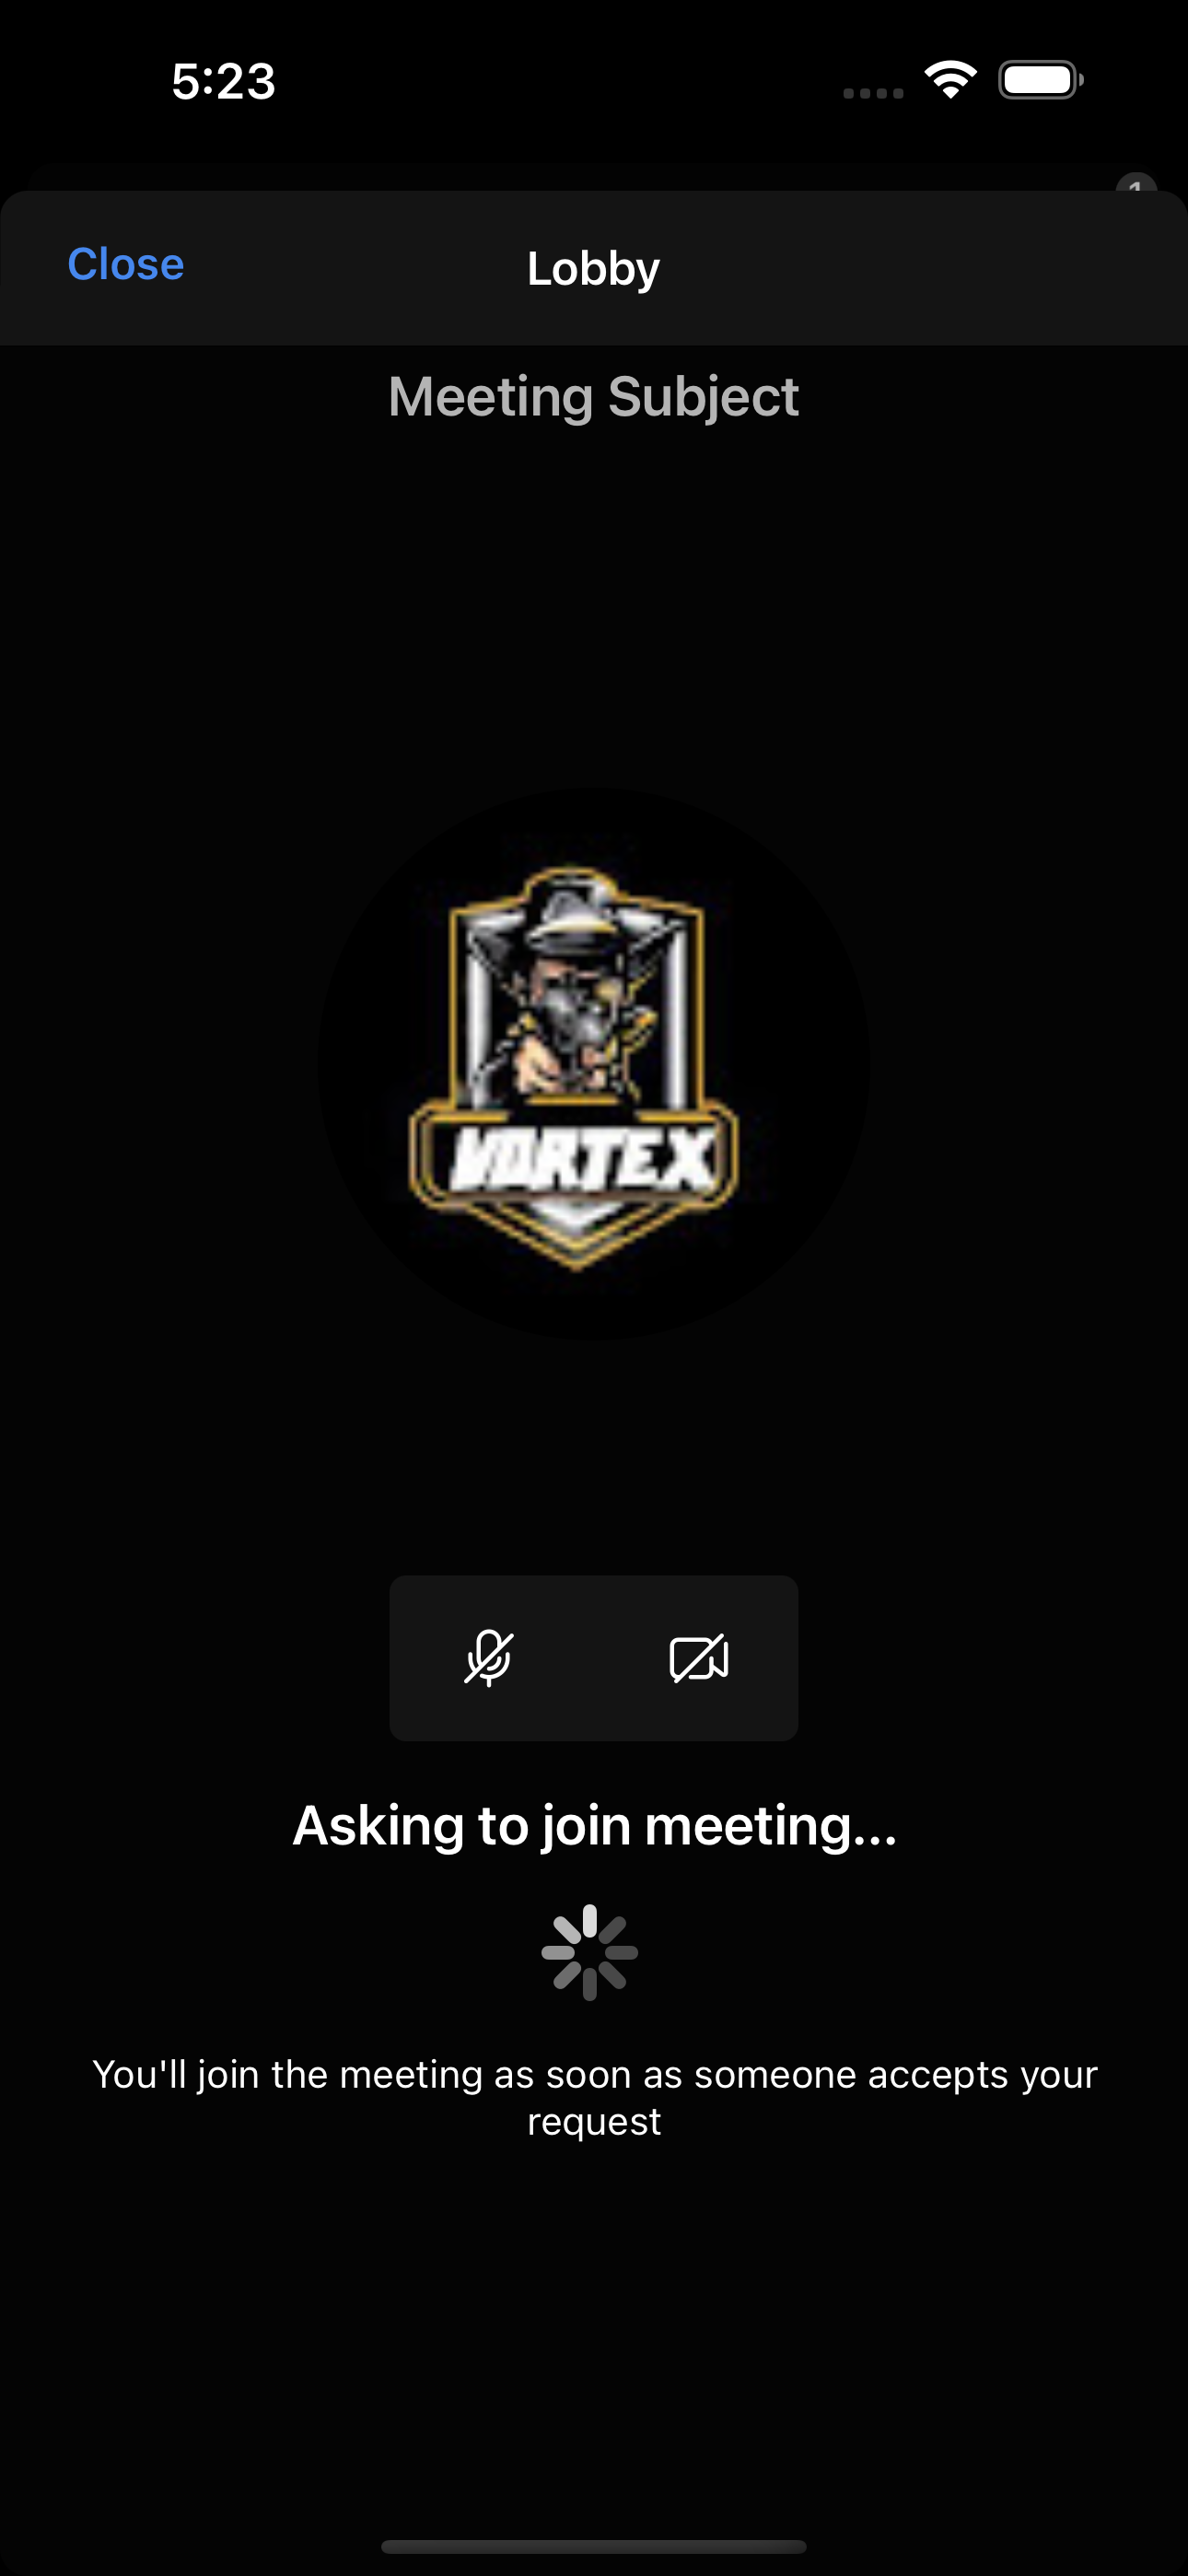 5:23
1
Close
Lobby
Meeting Subject
VORTEX
Asking to join meeting...
You'll join the meeting as soon as someone accepts your
request